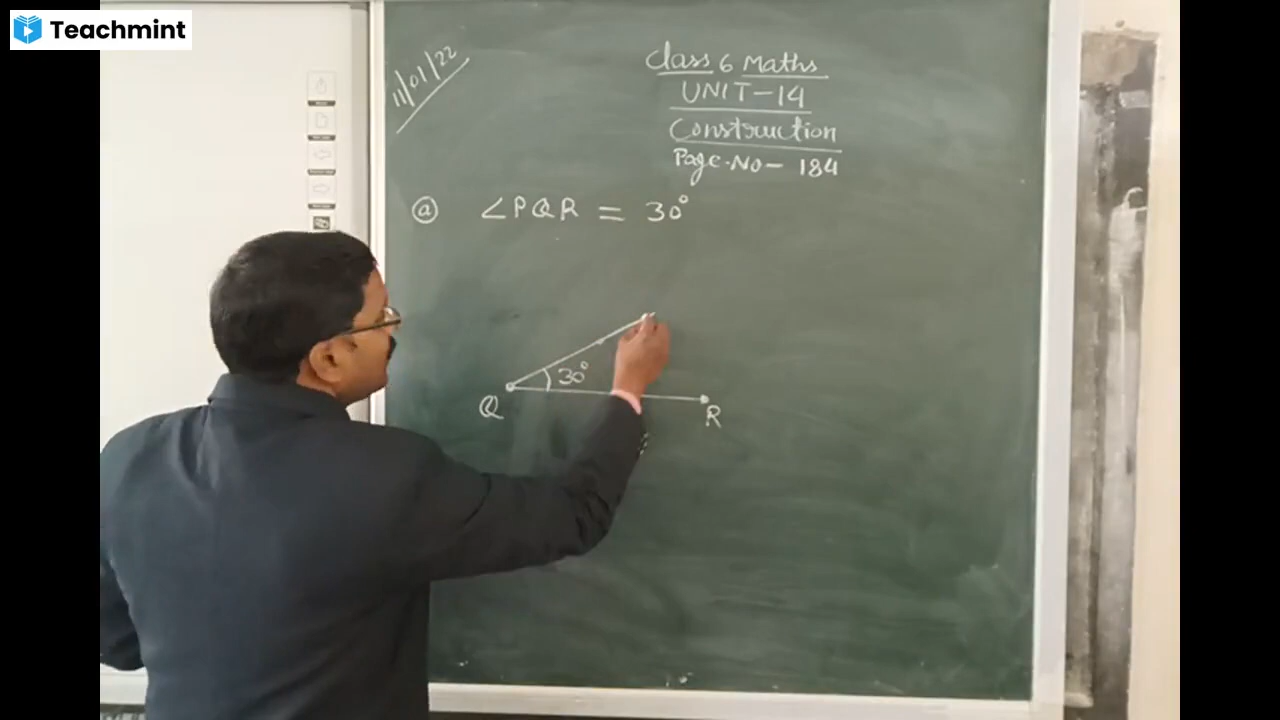 Teachmint
11/01/22
Class 6 Maths
UNIT-14
Construction
Page.No- 184
ⓐ ∠PQR = 30°
30°
Q
R